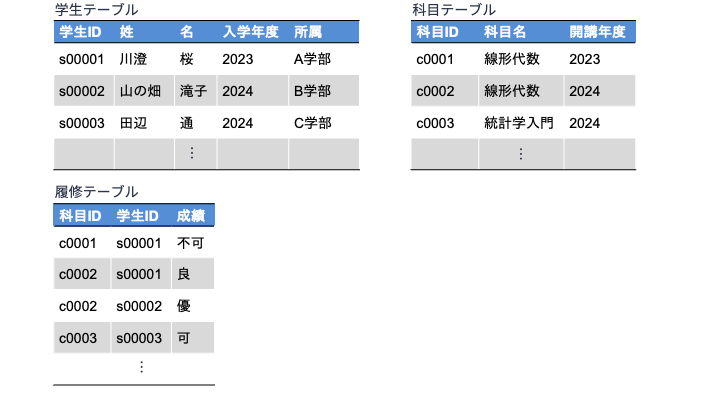 学生テーブル
学生ID 姓 名 入学年度 所属
s00001 川澄 桜 2023 A学部
s00002 山の畑 滝子 2024 B学部
s00003 田辺 通 2024 C学部
⋮
科目テーブル
科目ID 科目名 開講年度
c0001 線形代数 2023
c0002 線形代数 2024
c0003 統計学入門 2024
⋮
履修テーブル
科目ID 学生ID 成績
c0001 s00001 不可
c0002 s00001 良
c0002 s00002 優
c0003 s00003 可
⋮